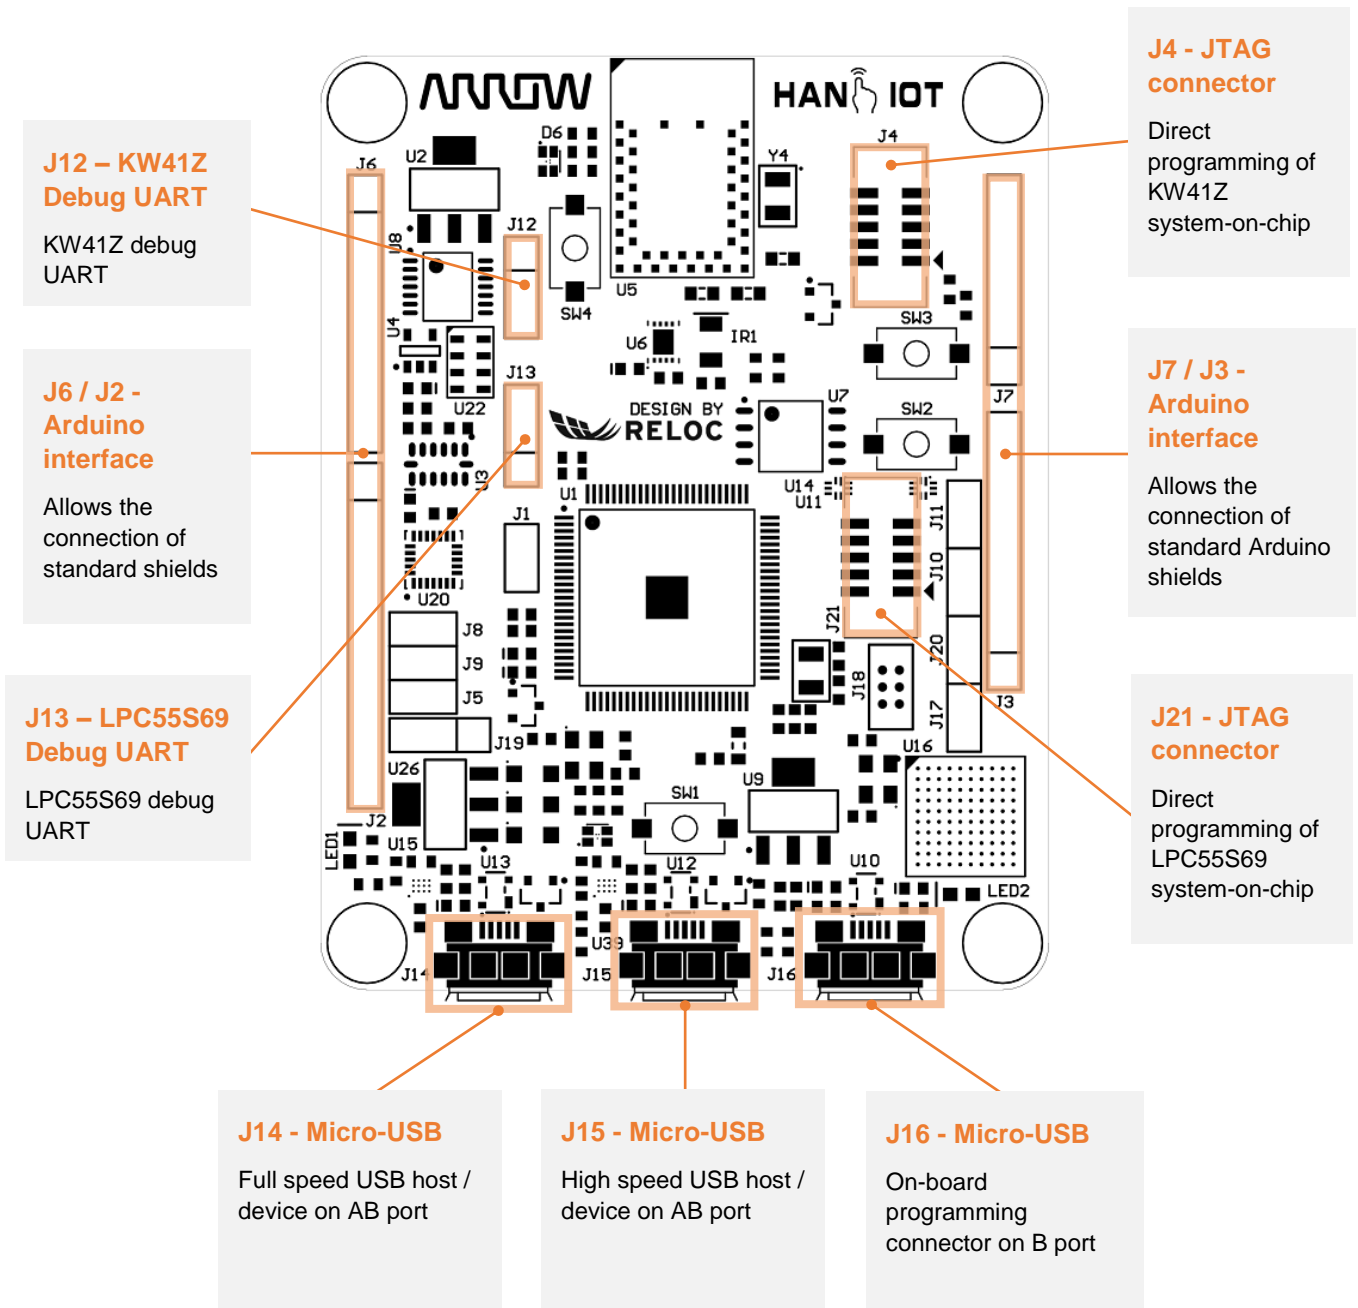 ARROW
HANI IOT
J4 - JTAG
connector
Direct
programming of
KW41Z
system-on-chip
J12 – KW41Z
Debug UART
KW41Z debug
UART
J6 / J2 -
Arduino
interface
Allows the
connection of
standard shields
J7 / J3 -
Arduino
interface
Allows the
connection of
standard Arduino
shields
J13 – LPC55S69
Debug UART
LPC55S69 debug
UART
J21 - JTAG
connector
Direct
programming of
LPC55S69
system-on-chip
D6
J4
U2
J6
Y4
J12
U8
U5
SW4
SW3
U4
U6
IR1
J13
J7
U22
DESIGN BY
RELOC
U7
SW2
U3
U1
U14
U11
J11
J1
J10
U20
J21
J8
J20
J9
J18
J5
J3
J17
J19
U16
U26
U9
SW1
J2
LED1
U15
U13
U12
U10
LED2
U39
J14
J15
J16
J14 - Micro-USB
Full speed USB host /
device on AB port
J15 - Micro-USB
High speed USB host /
device on AB port
J16 - Micro-USB
On-board
programming
connector on B port